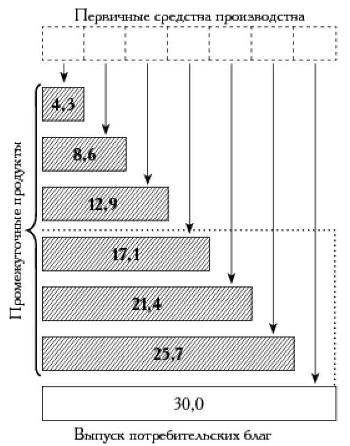 Первичные средства производства
Промежуточные продукты
4,3
8,6
12,9
17,1
21,4
25,7
30,0
Выпуск потребительских благ